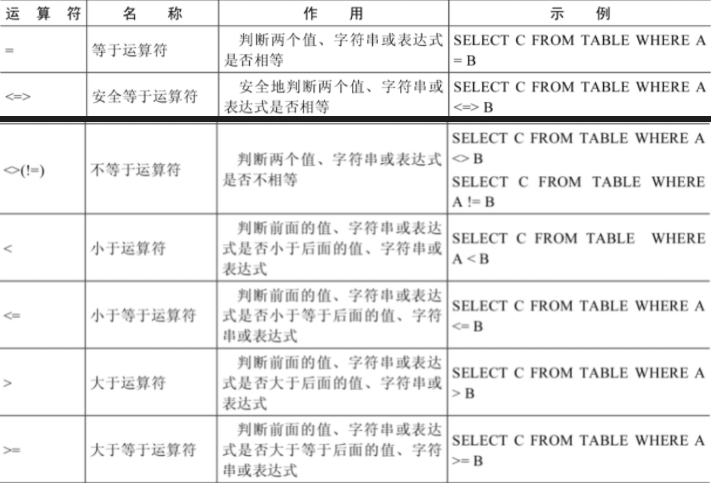 运 算 符 名 称 作 用 示 例
= 等于运算符 判断两个值、字符串或表达式是否相等 SELECT C FROM TABLE WHERE A = B
<=> 安全等于运算符 安全地判断两个值、字符串或表达式是否相等 SELECT C FROM TABLE WHERE A <=> B
<>(!=) 不等于运算符 判断两个值、字符串或表达式是否不相等 SELECT C FROM TABLE WHERE A <> B SELECT C FROM TABLE WHERE A != B
< 小于运算符 判断前面的值、字符串或表达式是否小于后面的值、字符串或表达式 SELECT C FROM TABLE WHERE A < B
<= 小于等于运算符 判断前面的值、字符串或表达式是否小于等于后面的值、字符串或表达式 SELECT C FROM TABLE WHERE A <= B
> 大于运算符 判断前面的值、字符串或表达式是否大于后面的值、字符串或表达式 SELECT C FROM TABLE WHERE A > B
>= 大于等于运算符 判断前面的值、字符串或表达式是否大于等于后面的值、字符串或表达式 SELECT C FROM TABLE WHERE A >= B